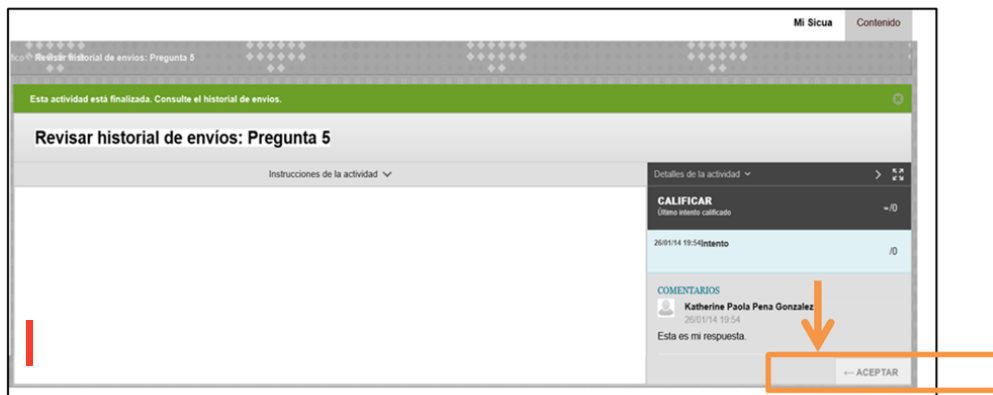 Mi Sicua Contenido
ico Revisar historial de envíos: Pregunta 5
Esta actividad está finalizada. Consulte el historial de envíos.
Revisar historial de envíos: Pregunta 5
Instrucciones de la actividad
Detalles de la actividad
CALIFICAR
Último intento calificado
-/0
26/01/14 19:54 Intento
/0
COMENTARIOS
Katherine Paola Pena Gonzalez
26/01/14 19:54
Esta es mi respuesta.
← ACEPTAR